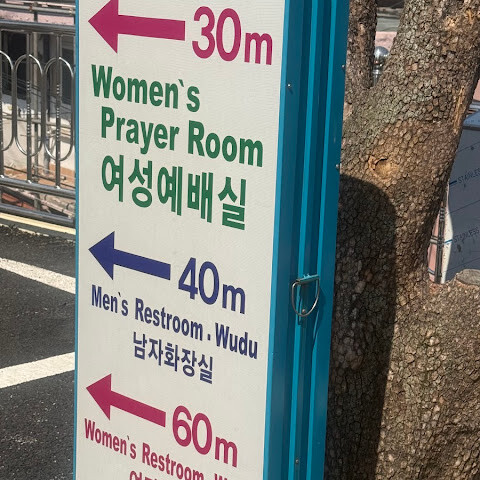 30m
Women`s
Prayer Room
여성예배실
40m
Men`s Restroom . Wudu
남자화장실
60m
Women`s Restroom .